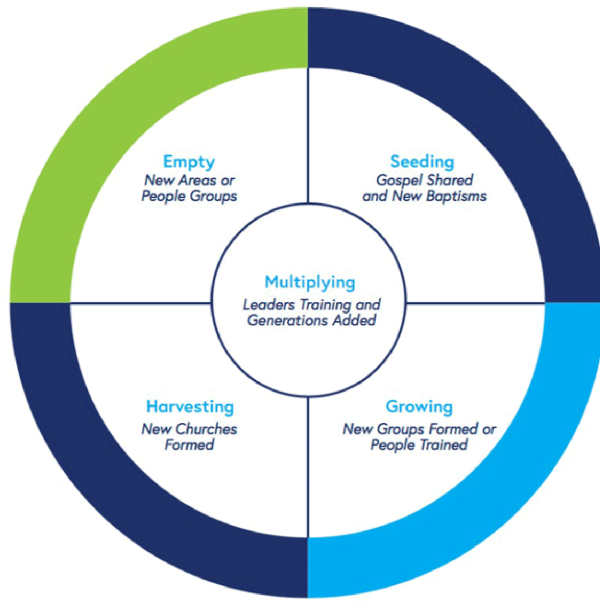 Empty
New Areas or
People Groups
Seeding
Gospel Shared
and New Baptisms
Multiplying
Leaders Training and
Generations Added
Harvesting
New Churches
Formed
Growing
New Groups Formed or
People Trained